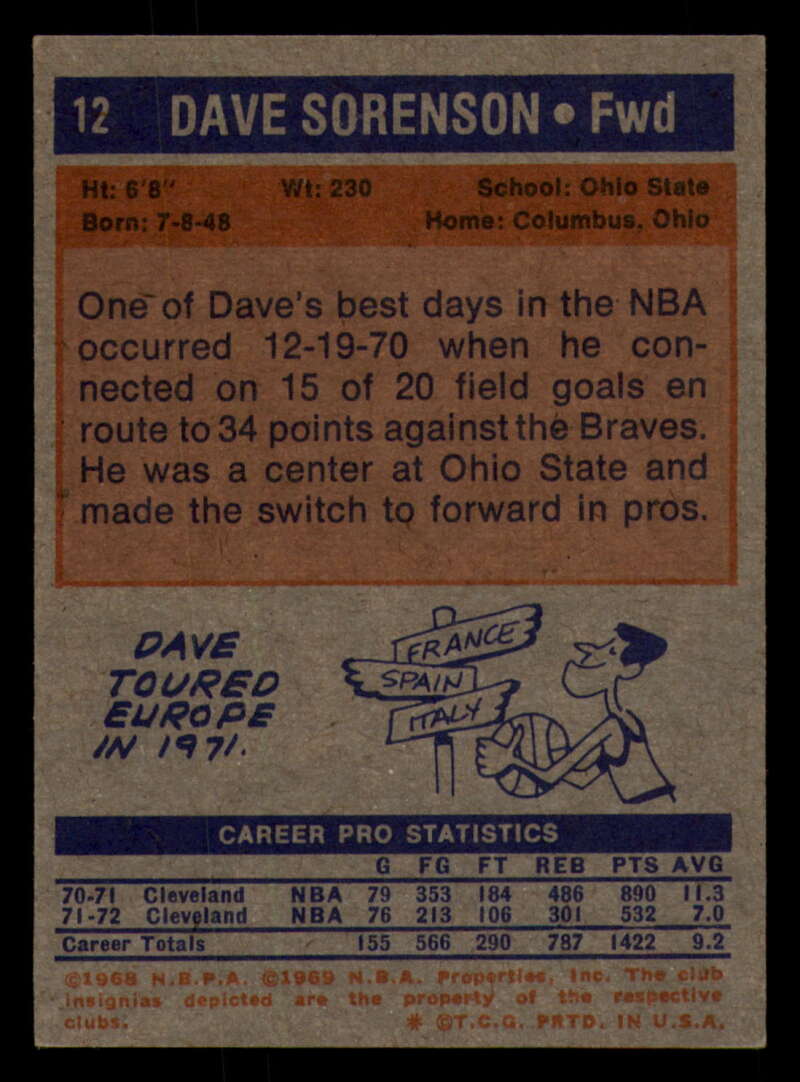 12 DAVE SORENSON • Fwd
Ht: 6'8" Wt: 230 School: Ohio State
Born: 7-8-48 Home: Columbus, Ohio
One of Dave's best days in the NBA
occurred 12-19-70 when he con-
nected on 15 of 20 field goals en
route to 34 points against the Braves.
He was a center at Ohio State and
made the switch to forward in pros.
DAVE
TOURED
EUROPE
IN 1971.
FRANCE
SPAIN
ITALY
CAREER PRO STATISTICS
G FG FT REB PTS AVG
70-71 Cleveland NBA 79 353 184 486 890 11.3
71-72 Cleveland NBA 76 213 106 301 532 7.0
Career Totals 155 566 290 787 1422 9.2
©1968 N.B.P.A. ©1969 N.B.A. Properties, Inc. The club
insignias depicted are the property of the respective
clubs. * ©T.C.G. PRTD. IN U.S.A.